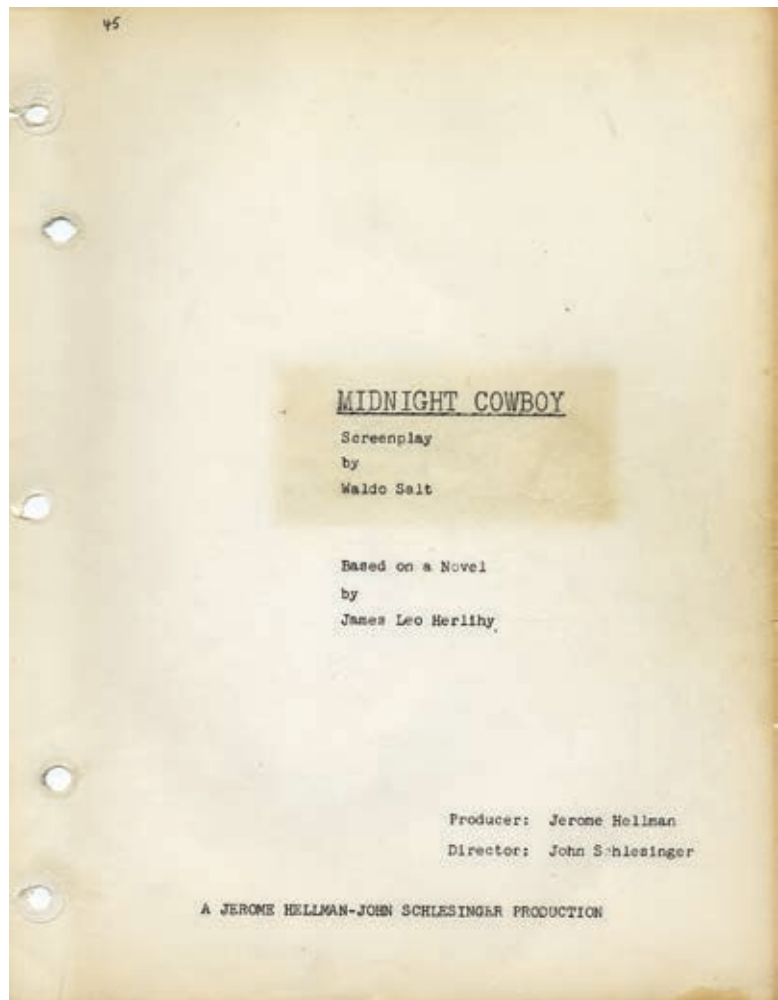 45
MIDNIGHT COWBOY
Screenplay
by
Waldo Salt
Based on a Novel
by
James Leo Herlihy
Producer: Jerome Hellman
Director: John Schlesinger
A JEROME HELLMAN-JOHN SCHLESINGER PRODUCTION